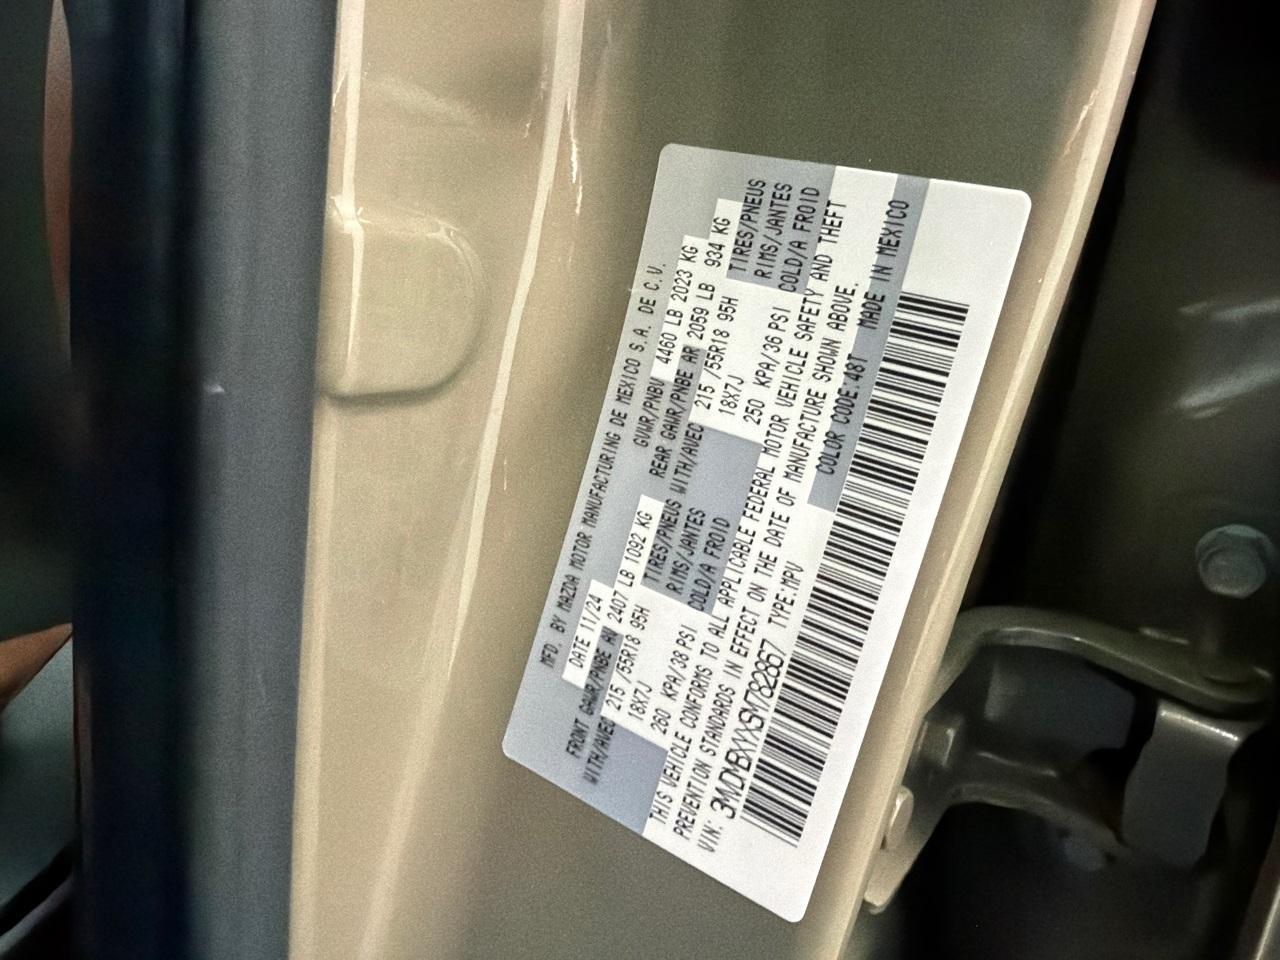 MFD. BY MAZDA MOTOR MANUFACTURING DE MEXICO S.A. DE C.V.
DATE 11/24 GVWR/PNBV 4460 LB 2023 KG
FRONT GAWR/PNBE AV 2407 LB 1092 KG REAR GAWR/PNBE AR 2059 LB 934 KG
WITH/AVEC 215 /55R18 95H TIRES/PNEUS WITH/AVEC 215 /55R18 95H TIRES/PNEUS
18X7J RIMS/JANTES 18X7J RIMS/JANTES
260 KPA/38 PSI COLD/A FROID 250 KPA/36 PSI COLD/A FROID
THIS VEHICLE CONFORMS TO ALL APPLICABLE FEDERAL MOTOR VEHICLE SAFETY AND THEFT
PREVENTION STANDARDS IN EFFECT ON THE DATE OF MANUFACTURE SHOWN ABOVE.
VIN: TYPE:MPV COLOR CODE:48T MADE IN MEXICO